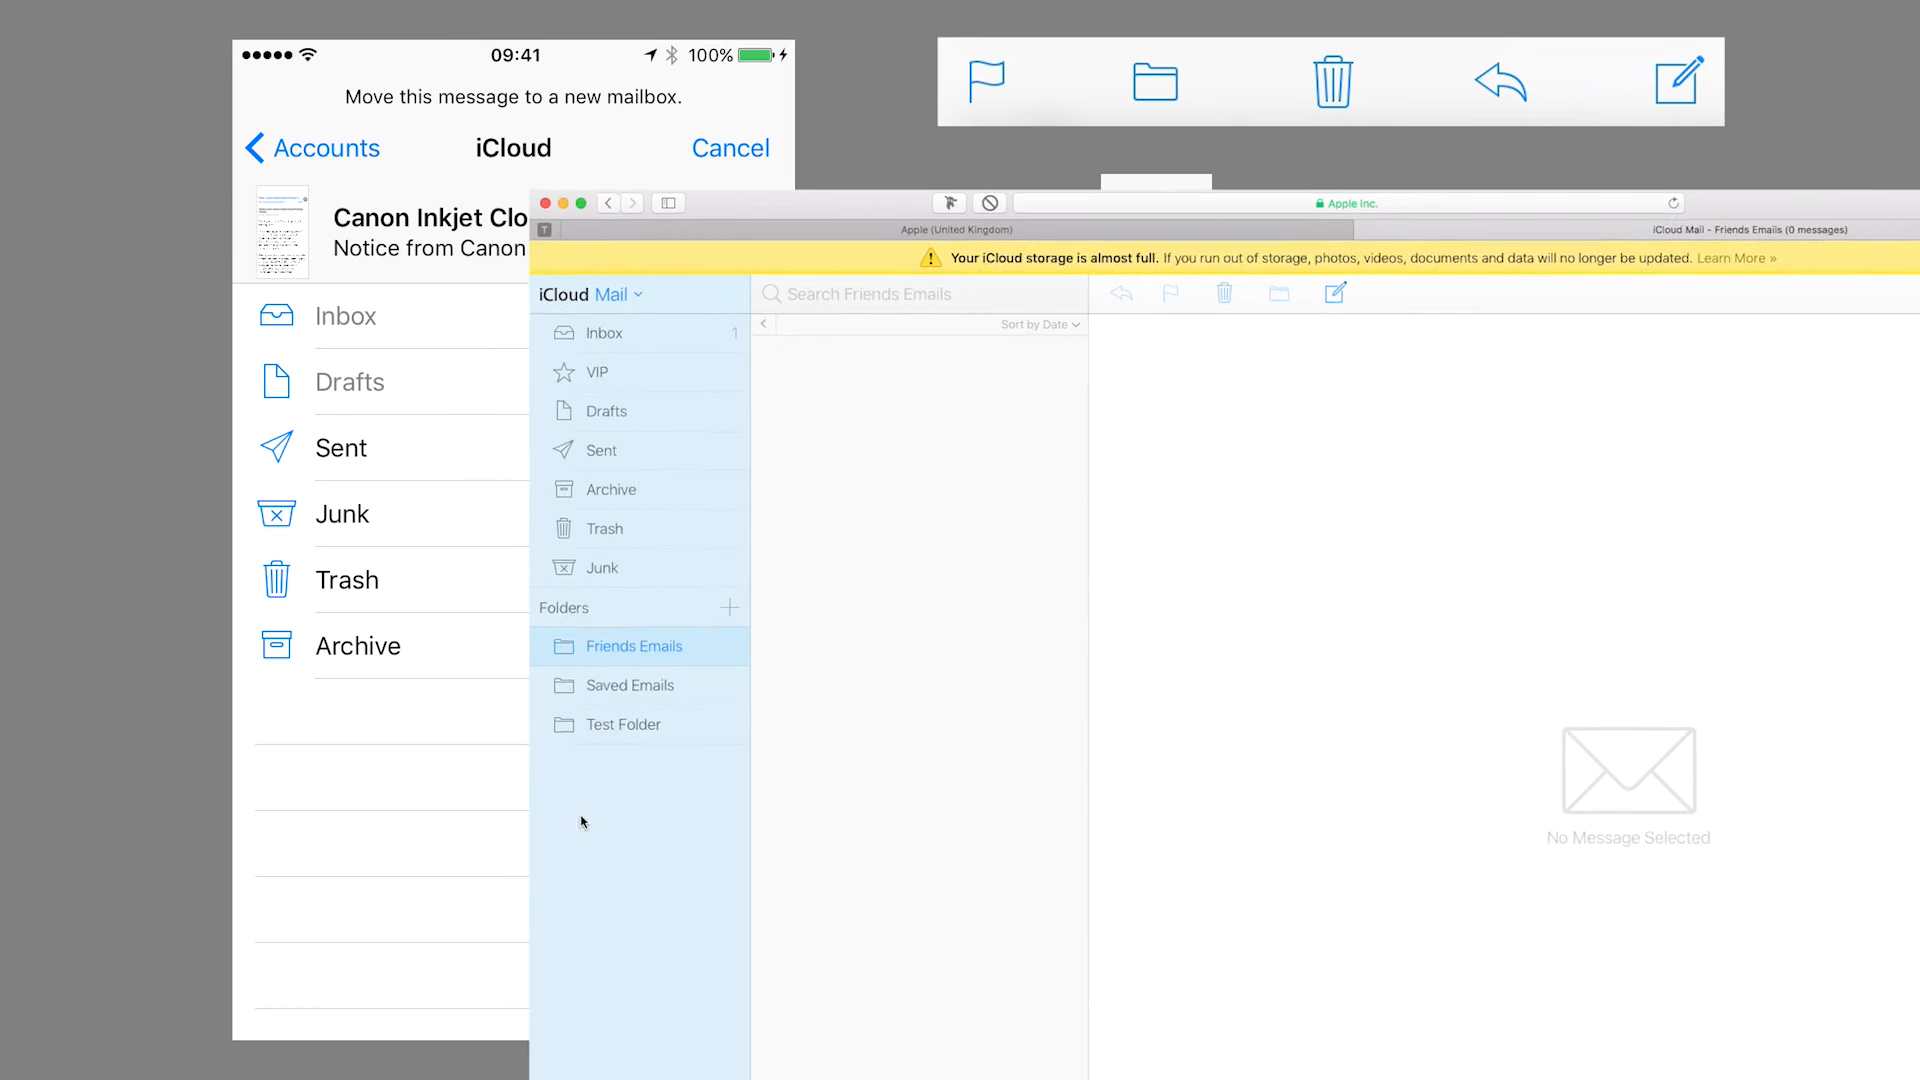 09:41
100%
Move this message to a new mailbox.
Accounts
iCloud
Cancel
Canon Inkjet Clo
Notice from Canon
Inbox
Drafts
Sent
Junk
Trash
Archive
Apple Inc.
T
Apple (United Kingdom)
iCloud Mail - Friends Emails (0 messages)
Your iCloud storage is almost full. If you run out of storage, photos, videos, documents and data will no longer be updated. Learn More »
iCloud Mail
Search Friends Emails
Sort by Date
Inbox 1
VIP
Drafts
Sent
Archive
Trash
Junk
Folders
Friends Emails
Saved Emails
Test Folder
No Message Selected